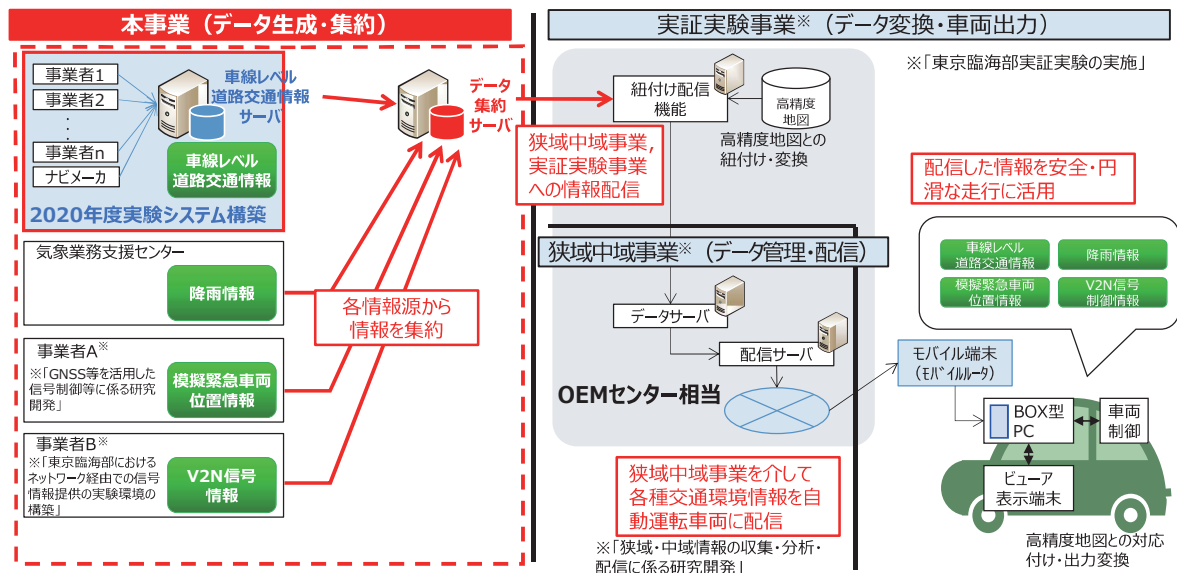 本事業（データ生成・集約）
事業者1
事業者2
：
：
事業者n
ナビメーカ
車線レベル
道路交通情報
サーバ
車線レベル
道路交通情報
2020年度実験システム構築
データ
集約
サーバ
気象業務支援センター
降雨情報
各情報源から
情報を集約
事業者A※
※「GNSS等を活用した
信号制御等に係る研究
開発」
模擬緊急車両
位置情報
事業者B※
※「東京臨海部における
ネットワーク経由での信号
情報提供の実験環境の
構築」
V2N信号
情報
実証実験事業※（データ変換・車両出力）
※「東京臨海部実証実験の実施」
紐付け配信
機能
高精度
地図
高精度地図との
紐付け・変換
狭域中域事業,
実証実験事業
への情報配信
狭域中域事業※（データ管理・配信）
データサーバ
配信サーバ
OEMセンター相当
狭域中域事業を介して
各種交通環境情報を自
動運転車両に配信
※「狭域・中域情報の収集・分析・
配信に係る研究開発」
配信した情報を安全・円
滑な走行に活用
車線レベル
道路交通情報
降雨情報
模擬緊急車両
位置情報
V2N信号
制御情報
モバイル端末
（ﾓﾊﾞｲﾙﾙｰﾀ）
BOX型
PC
車両
制御
ビューア
表示端末
高精度地図との対応
付け・出力変換